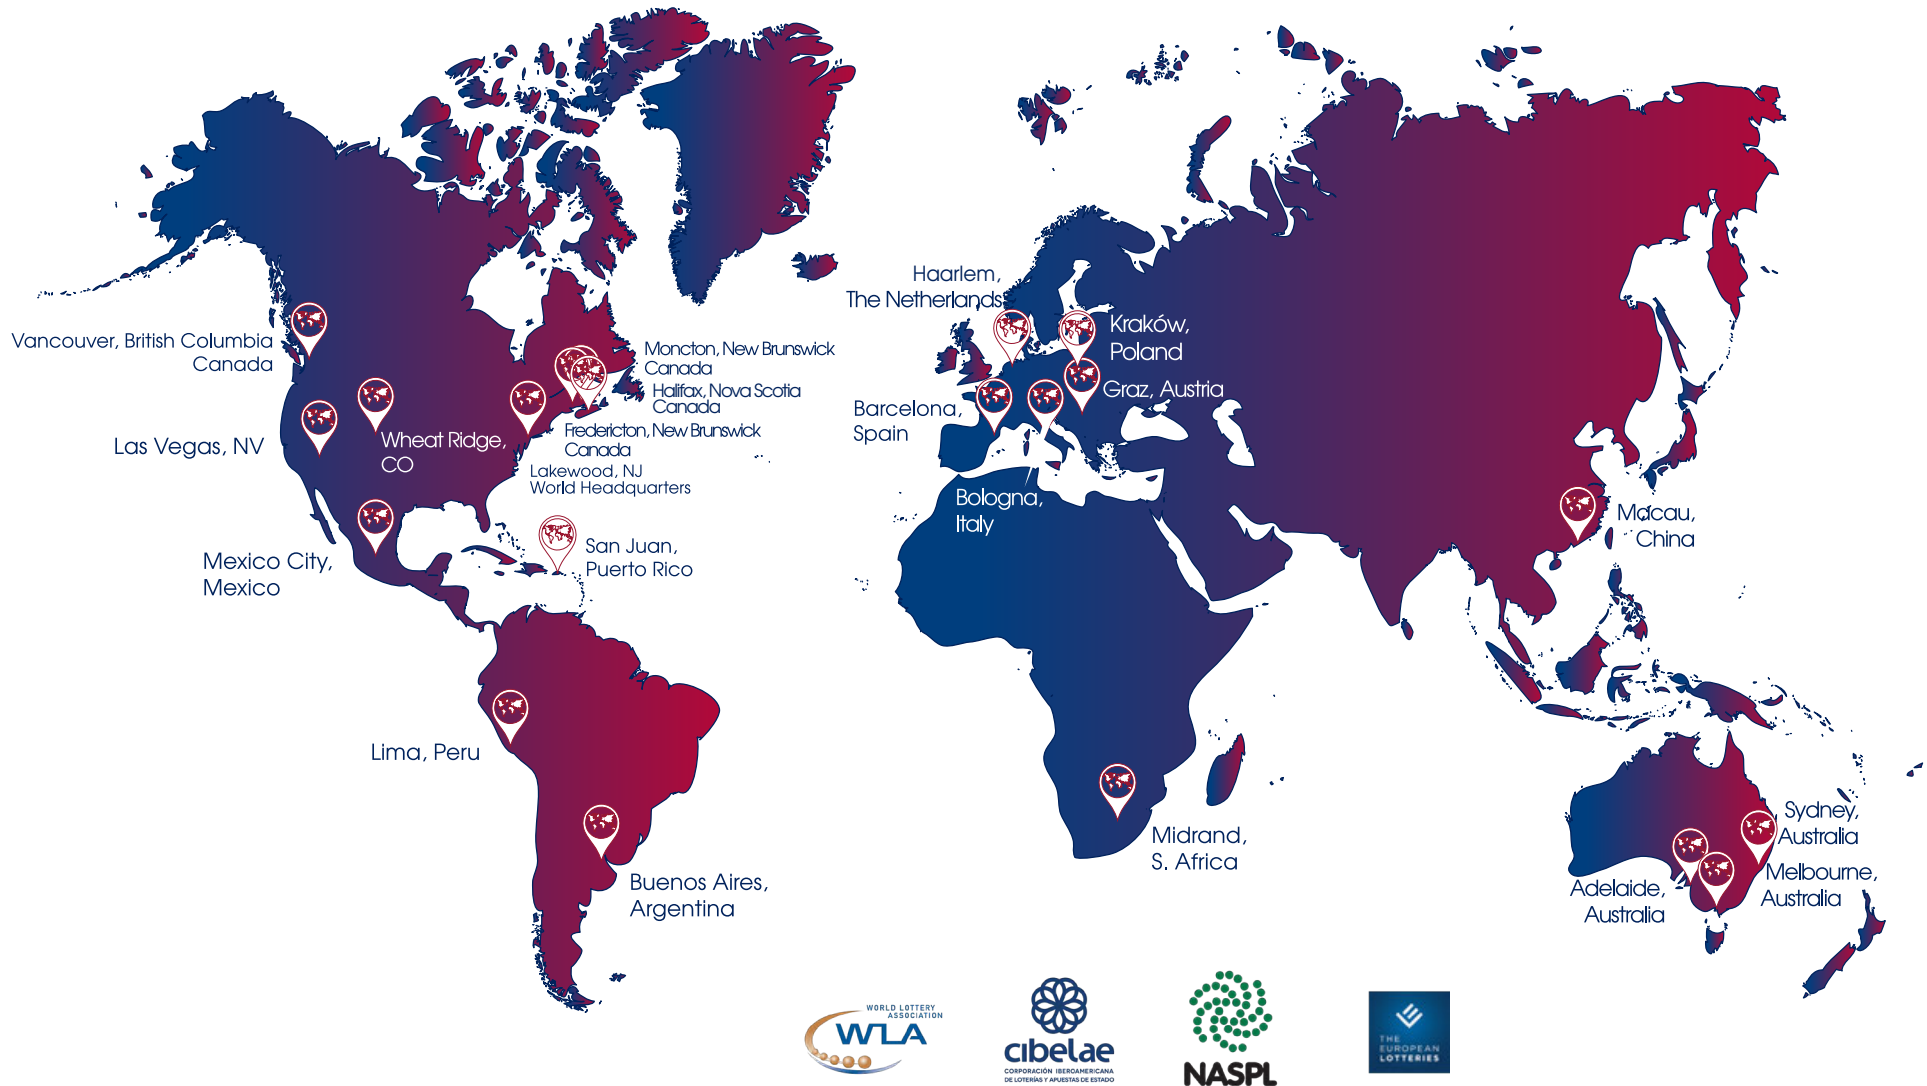 Haarlem,
The Netherlands
Kraków,
Poland
Vancouver, British Columbia
Canada
Moncton, New Brunswick
Canada
Halifax, Nova Scotia
Canada
Graz, Austria
Barcelona,
Spain
Las Vegas, NV
Wheat Ridge,
CO
Fredericton, New Brunswick
Canada
Lakewood, NJ
World Headquarters
Bologna,
Italy
Macau,
China
Mexico City,
Mexico
San Juan,
Puerto Rico
Lima, Peru
Midrand,
S. Africa
Sydney,
Australia
Melbourne,
Australia
Adelaide,
Australia
Buenos Aires,
Argentina
WORLD LOTTERY
ASSOCIATION
WLA
cibelae
CORPORACIÓN IBEROAMERICANA
DE LOTERÍAS Y APUESTAS DE ESTADO
NASPL
THE
EUROPEAN
LOTTERIES